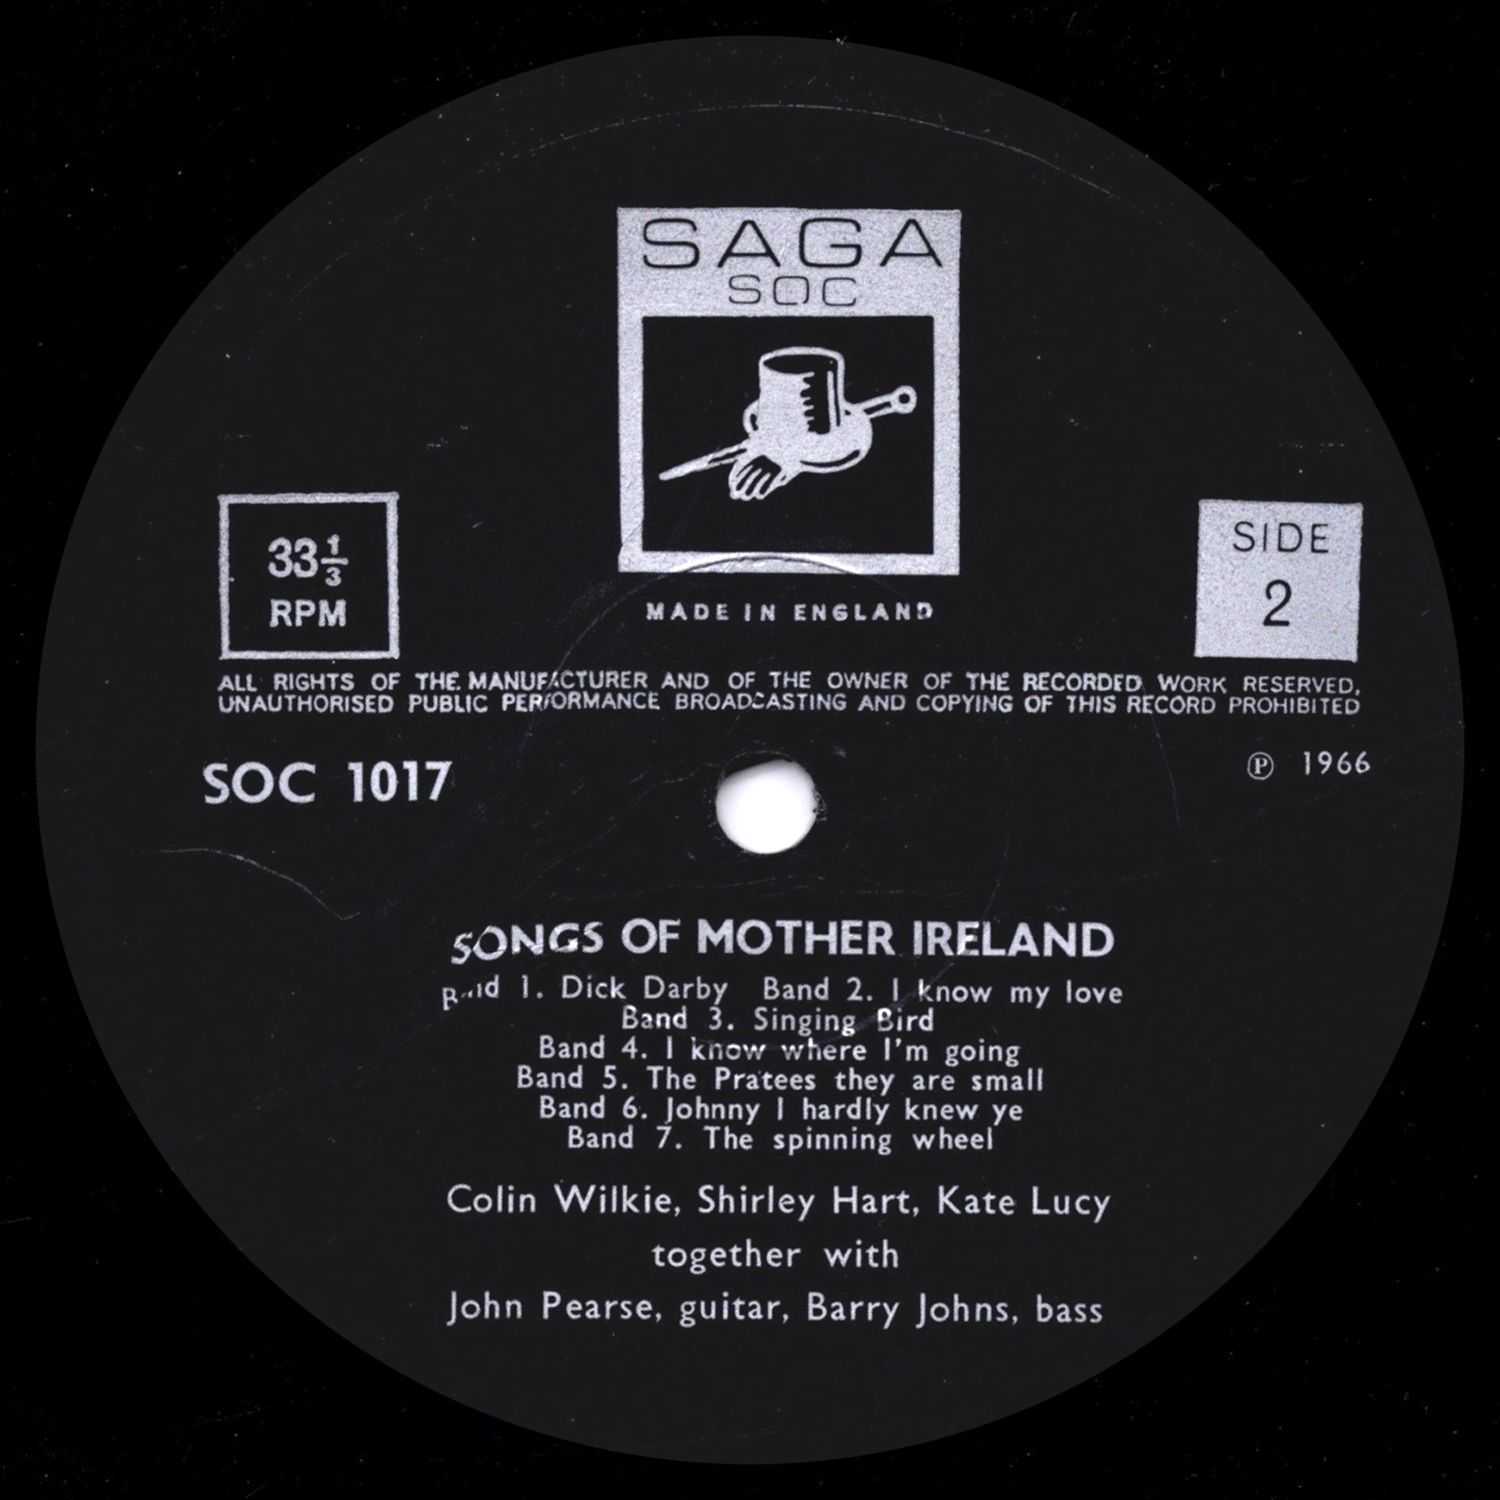 SAGA
SOC
33⅓
RPM
SIDE
2
MADE IN ENGLAND
ALL RIGHTS OF THE MANUFACTURER AND OF THE OWNER OF THE RECORDED WORK RESERVED,
UNAUTHORISED PUBLIC PERFORMANCE BROADCASTING AND COPYING OF THIS RECORD PROHIBITED
SOC 1017
℗ 1966
SONGS OF MOTHER IRELAND
Band 1. Dick Darby Band 2. I know my love
Band 3. Singing Bird
Band 4. I know where I'm going
Band 5. The Pratees they are small
Band 6. Johnny I hardly knew ye
Band 7. The spinning wheel
Colin Wilkie, Shirley Hart, Kate Lucy
together with
John Pearse, guitar, Barry Johns, bass